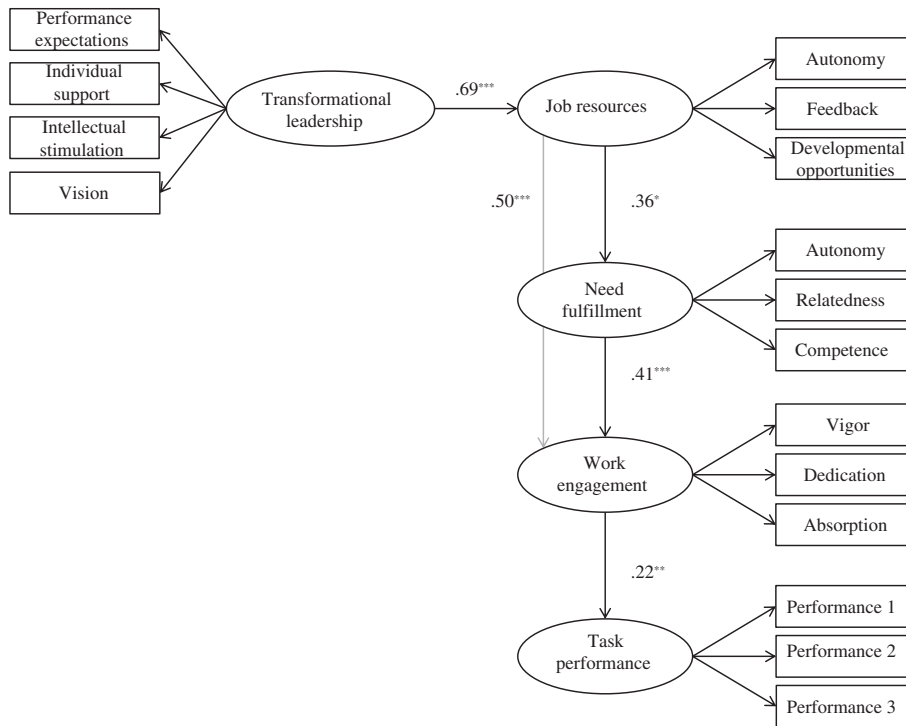 Performance
expectations
Individual
support
Intellectual
stimulation
Vision
Transformational
leadership
.69***
Job resources
Autonomy
Feedback
Developmental
opportunities
.50***
.36*
Need
fulfillment
Autonomy
Relatedness
Competence
.41***
Work
engagement
Vigor
Dedication
Absorption
.22**
Task
performance
Performance 1
Performance 2
Performance 3